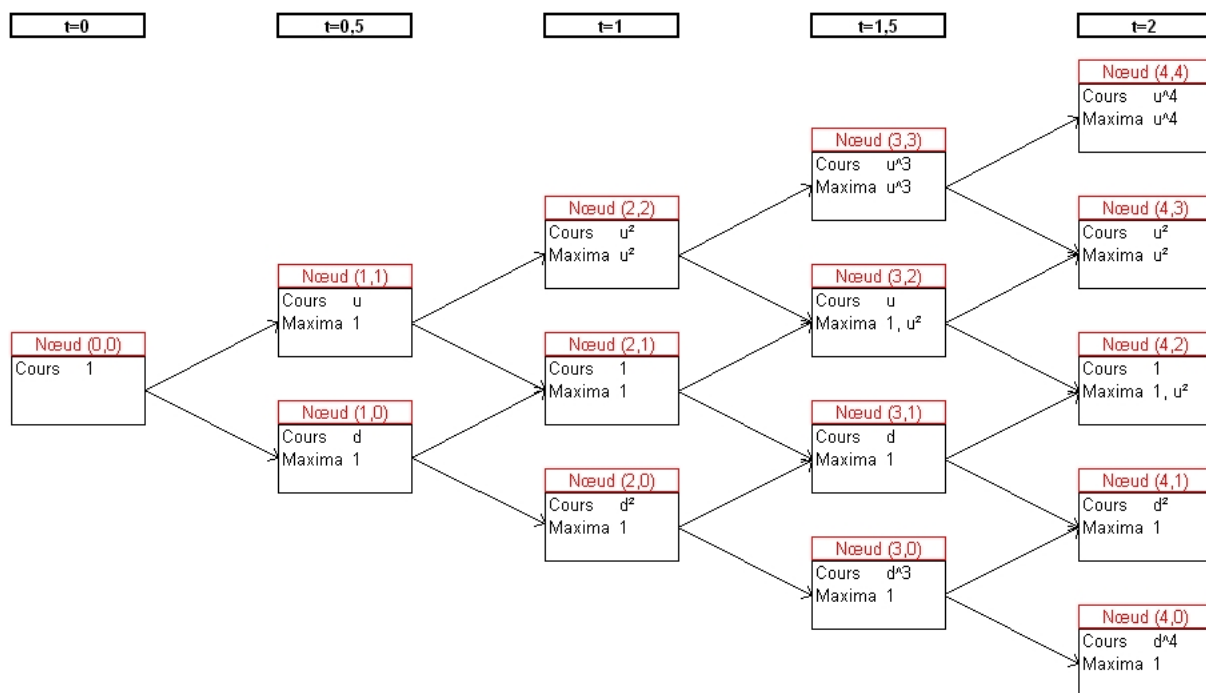 t=0
t=0,5
t=1
t=1,5
t=2
Nœud (0,0)
Cours 1
Nœud (1,1)
Cours u
Maxima 1
Nœud (1,0)
Cours d
Maxima 1
Nœud (2,2)
Cours u²
Maxima u²
Nœud (2,1)
Cours 1
Maxima 1
Nœud (2,0)
Cours d²
Maxima 1
Nœud (3,3)
Cours u^3
Maxima u^3
Nœud (3,2)
Cours u
Maxima 1, u²
Nœud (3,1)
Cours d
Maxima 1
Nœud (3,0)
Cours d^3
Maxima 1
Nœud (4,4)
Cours u^4
Maxima u^4
Nœud (4,3)
Cours u²
Maxima u²
Nœud (4,2)
Cours 1
Maxima 1, u²
Nœud (4,1)
Cours d²
Maxima 1
Nœud (4,0)
Cours d^4
Maxima 1